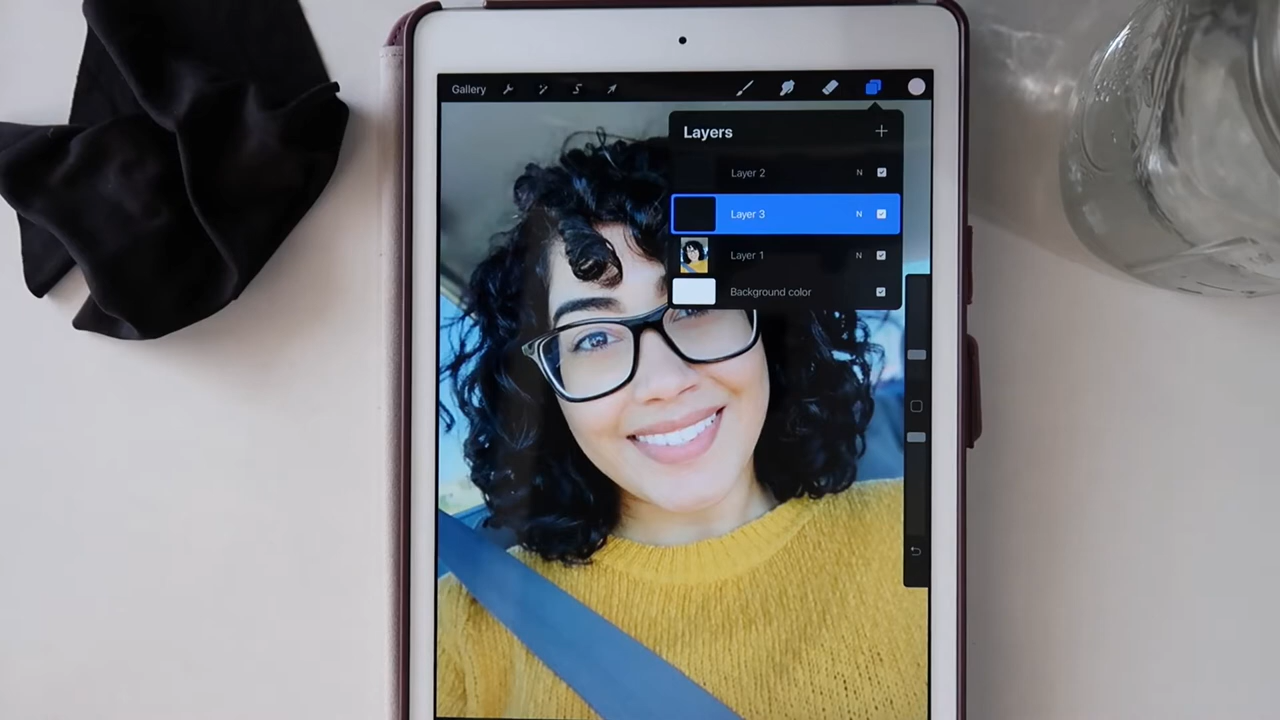 Gallery
Layers
Layer 2 N
Layer 3 N
Layer 1 N
Background color